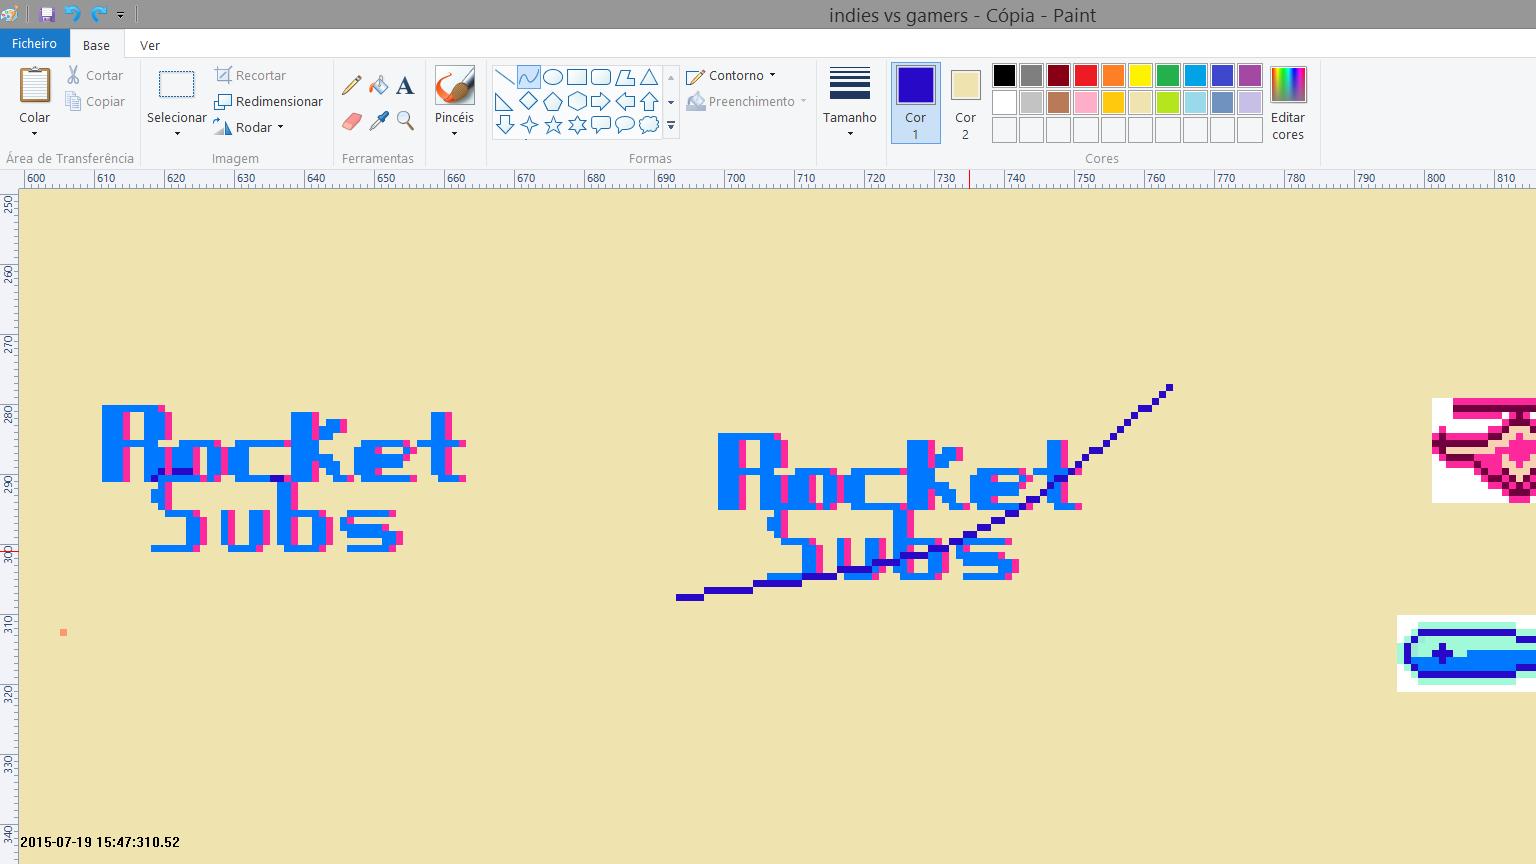 indies vs gamers - Cópia - Paint
Ficheiro Base Ver
Colar
Cortar
Copiar
Área de Transferência
Selecionar
Recortar
Redimensionar
Rodar
Imagem
Ferramentas
Pincéis
Contorno
Preenchimento
Formas
Tamanho
Cor 1
Cor 2
Editar cores
Cores
600 610 620 630 640 650 660 670 680 690 700 710 720 730 740 750 760 770 780 790 800 810
250
260
270
280
290
300
310
320
330
340
Rocket
Subs
Rocket
Subs
2015-07-19 15:47:310.52